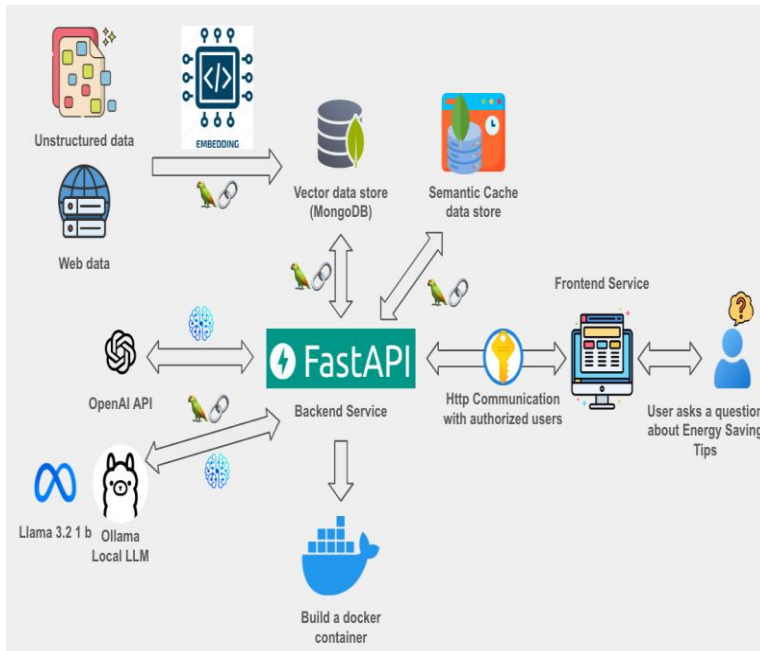 Unstructured data
</>
EMBEDDING
Vector data store
(MongoDB)
Semantic Cache
data store
Web data
Frontend Service
?
FastAPI
OpenAI API
Backend Service
Http Communication
with authorized users
User asks a question
about Energy Saving
Tips
Llama 3.2 1 b
Ollama
Local LLM
Build a docker
container